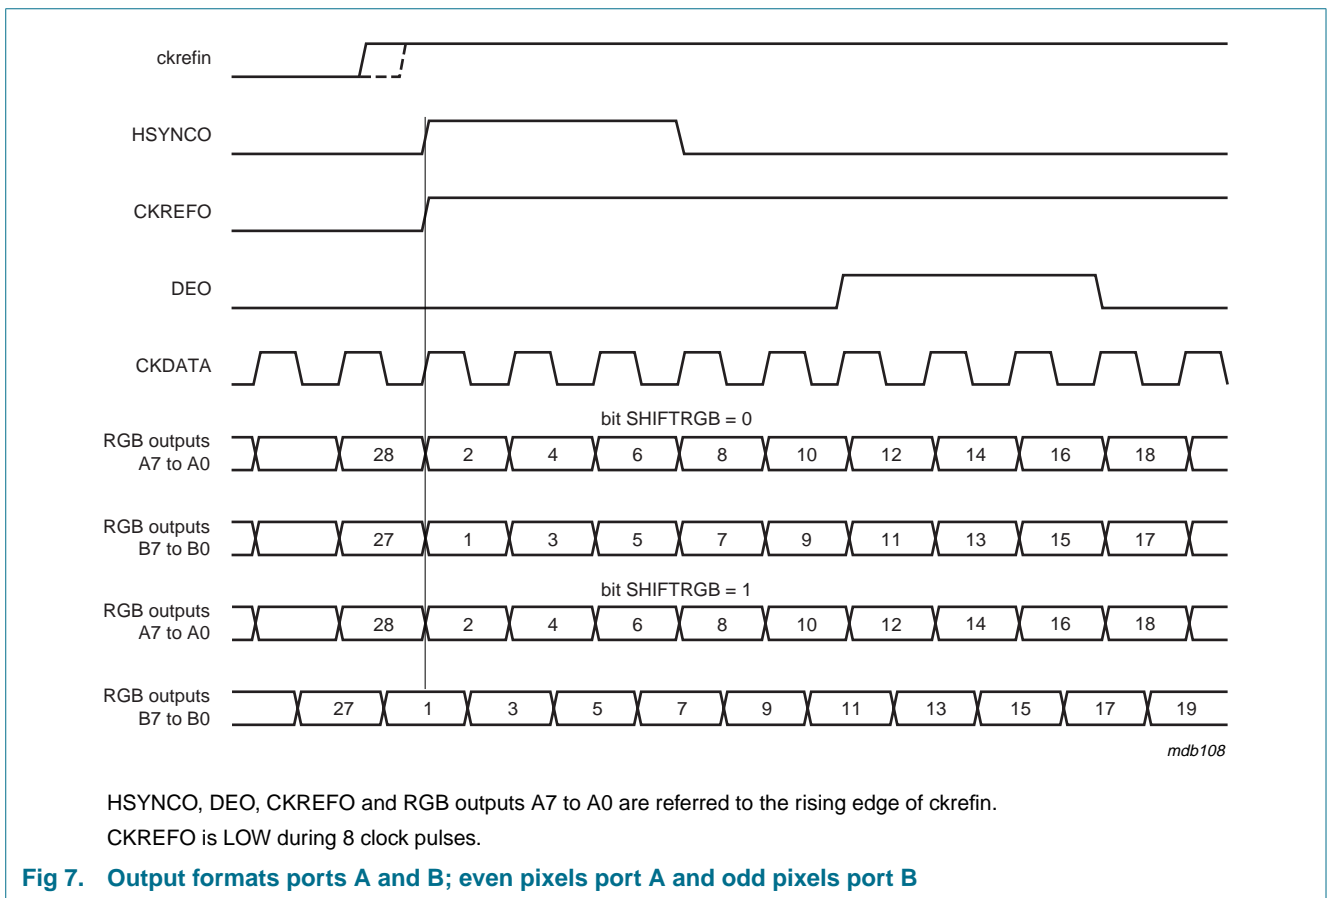 ckrefin
HSYNCO
CKREFO
DEO
CKDATA
bit SHIFTRGB = 0
RGB outputs
A7 to A0
28 2 4 6 8 10 12 14 16 18
RGB outputs
B7 to B0
27 1 3 5 7 9 11 13 15 17
bit SHIFTRGB = 1
RGB outputs
A7 to A0
28 2 4 6 8 10 12 14 16 18
RGB outputs
B7 to B0
27 1 3 5 7 9 11 13 15 17 19
mdb108
HSYNCO, DEO, CKREFO and RGB outputs A7 to A0 are referred to the rising edge of ckrefin.
CKREFO is LOW during 8 clock pulses.
Fig 7. Output formats ports A and B; even pixels port A and odd pixels port B